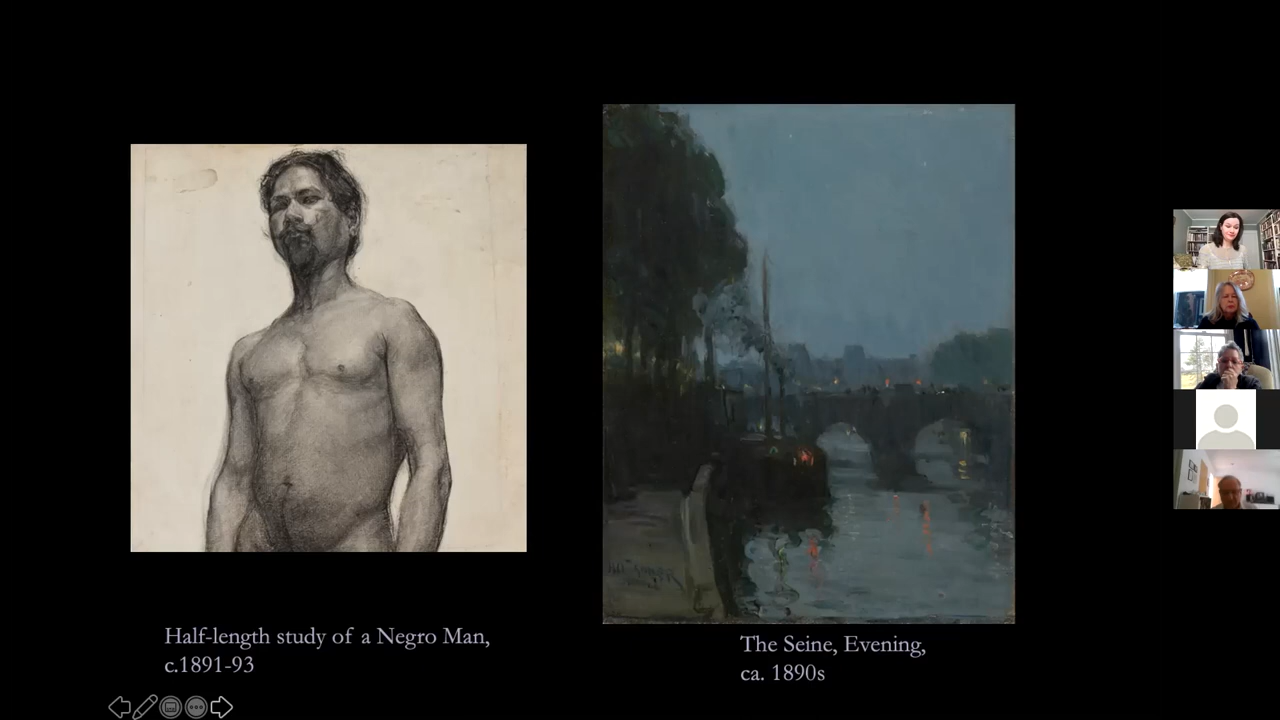 Half-length study of a Negro Man,
c.1891-93
The Seine, Evening,
ca. 1890s